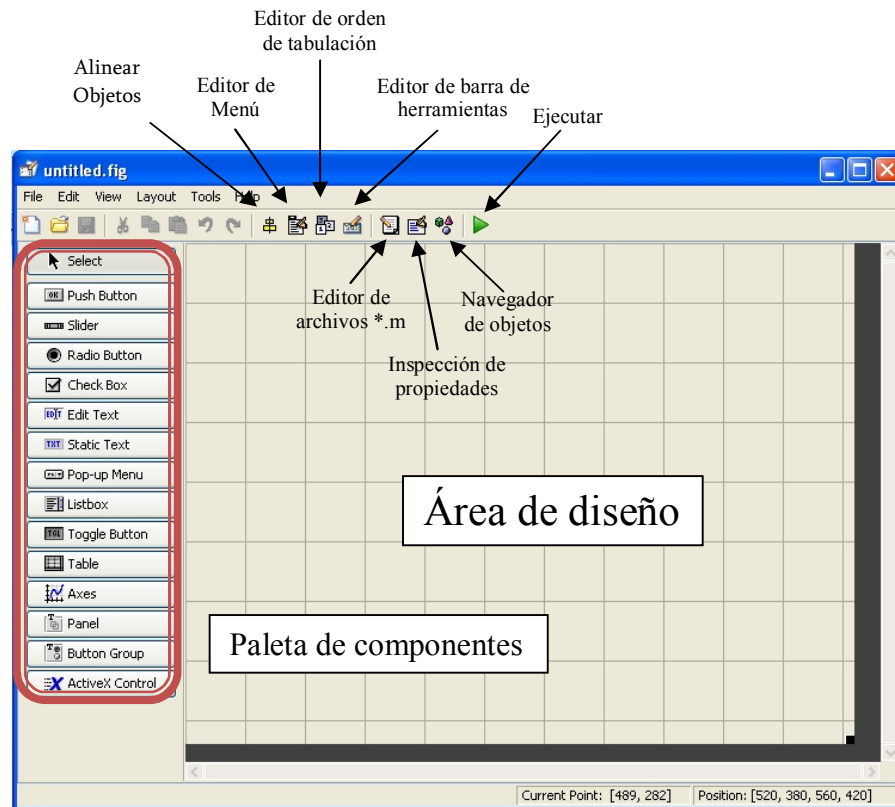 Editor de orden
de tabulación
Alinear
Objetos
Editor de
Menú
Editor de barra de
herramientas
Ejecutar
untitled.fig
File Edit View Layout Tools Help
Select
Push Button
Slider
Radio Button
Check Box
EDIT Edit Text
TXT Static Text
Pop-up Menu
Listbox
TGL Toggle Button
Table
Axes
Panel
Button Group
ActiveX Control
Editor de
archivos *.m
Navegador
de objetos
Inspección de
propiedades
Área de diseño
Paleta de componentes
Current Point: [489, 282] Position: [520, 380, 560, 420]